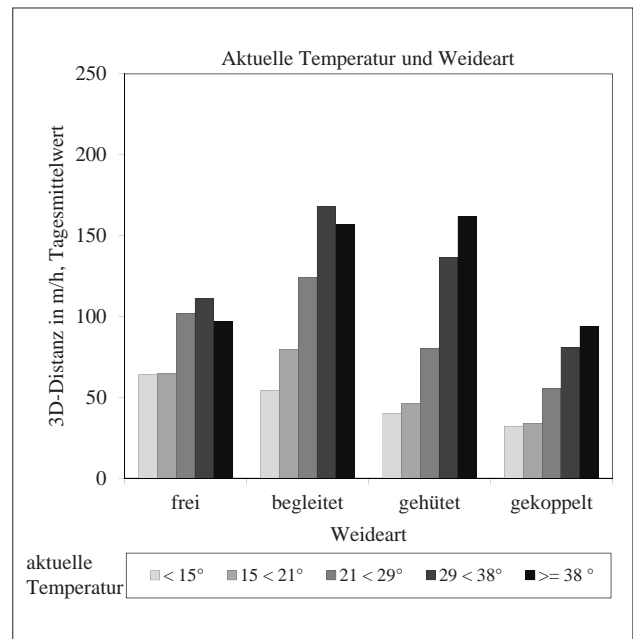 Aktuelle Temperatur und Weideart
250
200
150
100
50
0
3D-Distanz in m/h, Tagesmittelwert
frei begleitet gehütet gekoppelt
Weideart
aktuelle
Temperatur
< 15° 15 < 21° 21 < 29° 29 < 38° >= 38 °